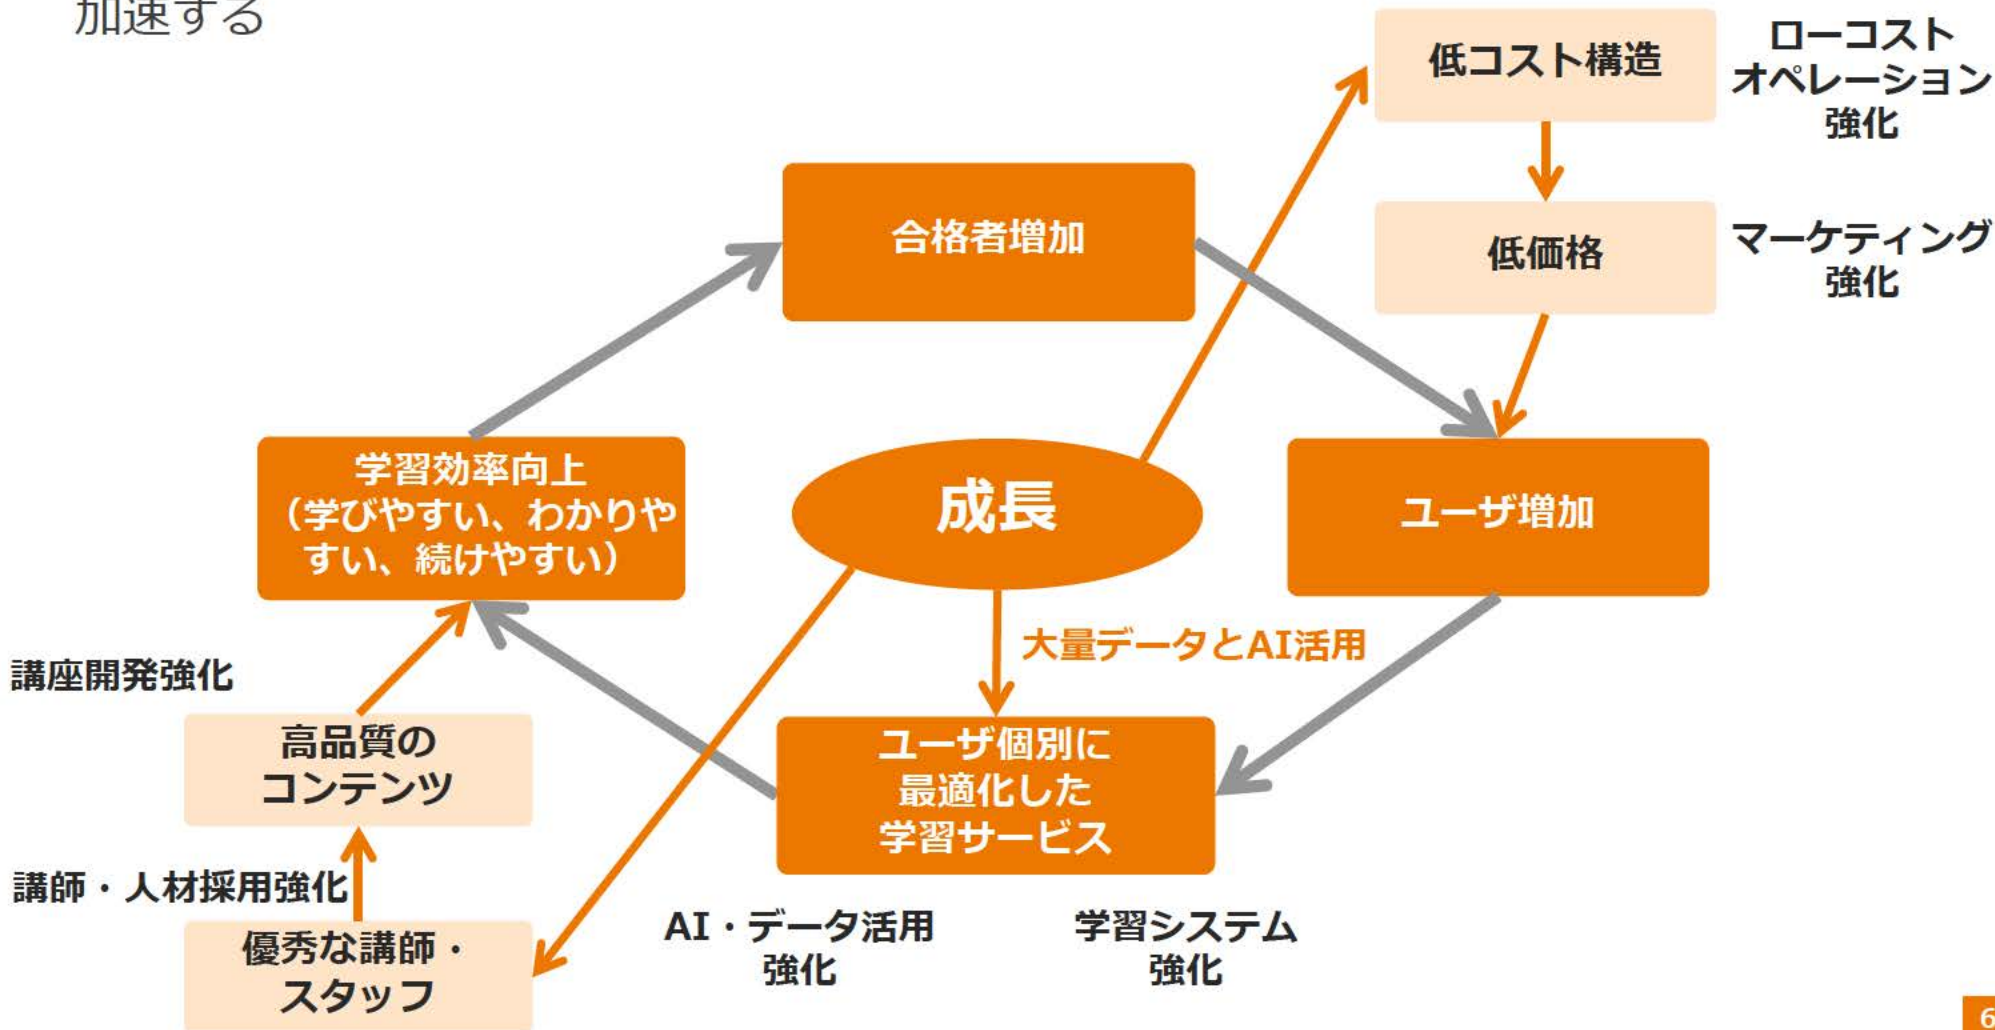 加速する
低コスト構造
ローコスト
オペレーション
強化
合格者増加
低価格
マーケティング
強化
学習効率向上
（学びやすい、わかりや
すい、続けやすい）
成長
ユーザ増加
大量データとAI活用
講座開発強化
高品質の
コンテンツ
ユーザ個別に
最適化した
学習サービス
講師・人材採用強化
優秀な講師・
スタッフ
AI・データ活用
強化
学習システム
強化
6